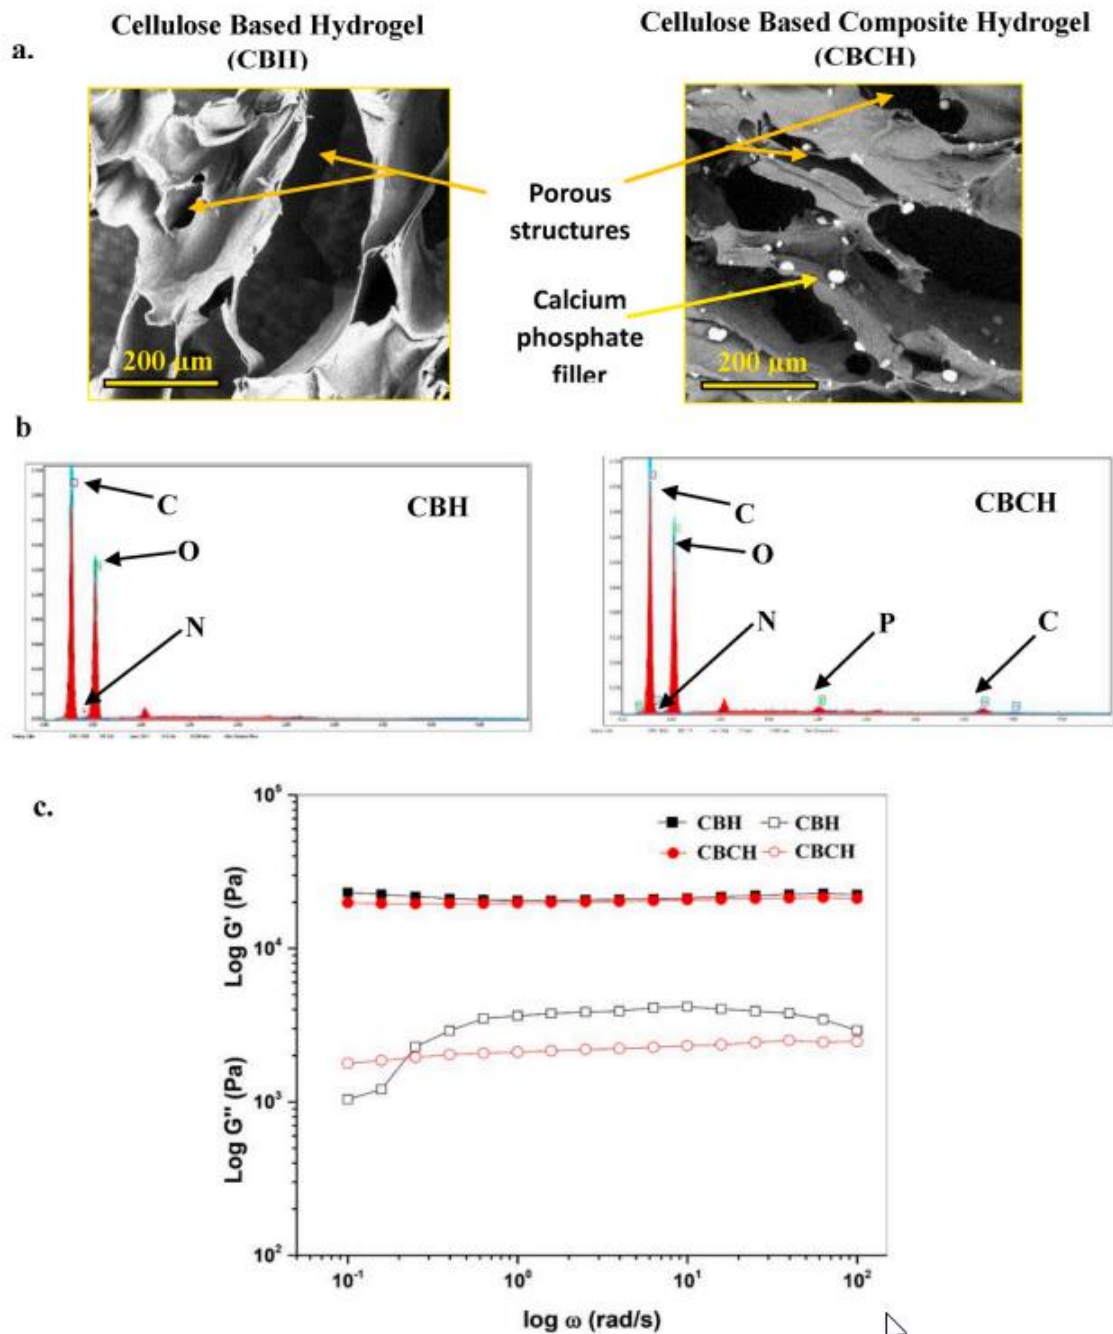 Cellulose Based Hydrogel
(CBH)
Cellulose Based Composite Hydrogel
(CBCH)
a.
Porous
structures
Calcium
phosphate
filler
200 µm
200 µm
b
C
O
N
CBH
C
O
N
P
C
CBCH
c.
CBH
CBH
CBCH
CBCH
Log G' (Pa)
Log G" (Pa)
10⁵
10⁴
10³
10²
10⁻¹
10⁰
10¹
10²
log ω (rad/s)